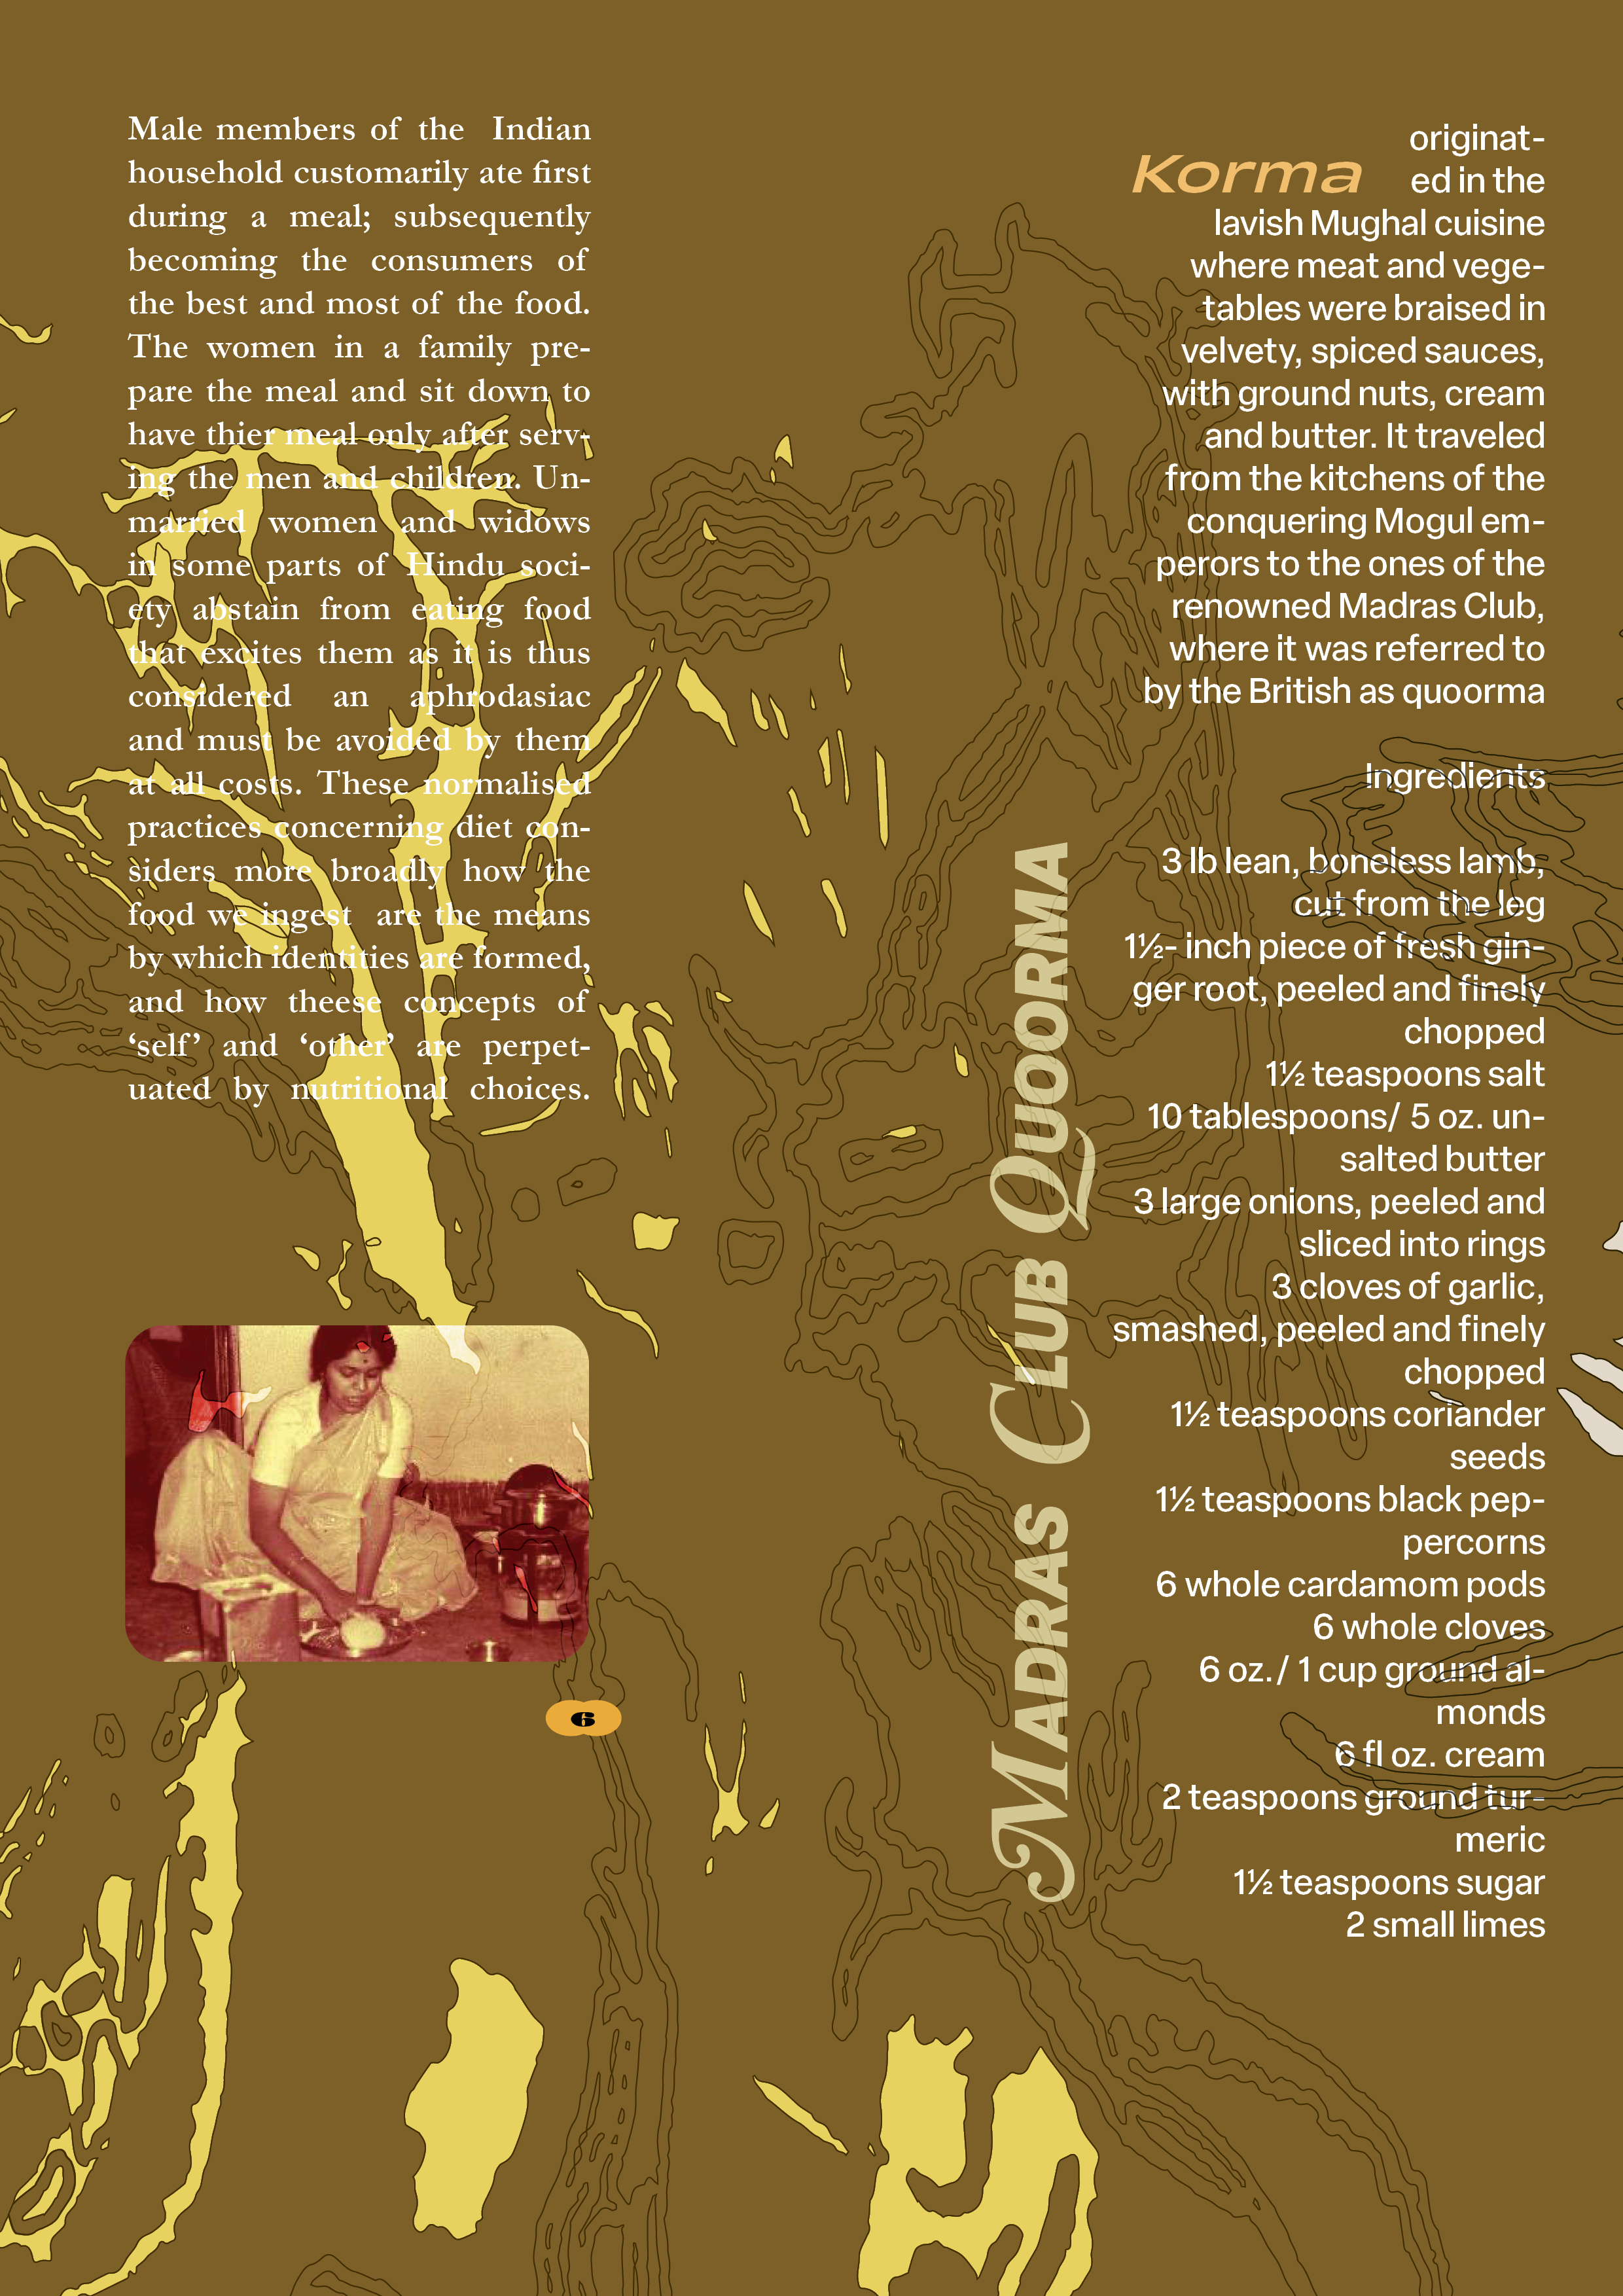 Male members of the Indian
household customarily ate first
during a meal; subsequently
becoming the consumers of
the best and most of the food.
The women in a family pre-
pare the meal and sit down to
have thier meal only after serv-
ing the men and children. Un-
married women and widows
in some parts of Hindu soci-
ety abstain from eating food
that excites them as it is thus
considered an aphrodasiac
and must be avoided by them
at all costs. These normalised
practices concerning diet con-
siders more broadly how the
food we ingest are the means
by which identities are formed,
and how theese concepts of
‘self’ and ‘other’ are perpet-
uated by nutritional choices.
6
MADRAS CLUB QUOORMA
Korma originat-
ed in the
lavish Mughal cuisine
where meat and vege-
tables were braised in
velvety, spiced sauces,
with ground nuts, cream
and butter. It traveled
from the kitchens of the
conquering Mogul em-
perors to the ones of the
renowned Madras Club,
where it was referred to
by the British as quoorma
Ingredients
3 lb lean, boneless lamb,
cut from the leg
1½- inch piece of fresh gin-
ger root, peeled and finely
chopped
1½ teaspoons salt
10 tablespoons/ 5 oz. un-
salted butter
3 large onions, peeled and
sliced into rings
3 cloves of garlic,
smashed, peeled and finely
chopped
1½ teaspoons coriander
seeds
1½ teaspoons black pep-
percorns
6 whole cardamom pods
6 whole cloves
6 oz./ 1 cup ground al-
monds
6 fl oz. cream
2 teaspoons ground tur-
meric
1½ teaspoons sugar
2 small limes